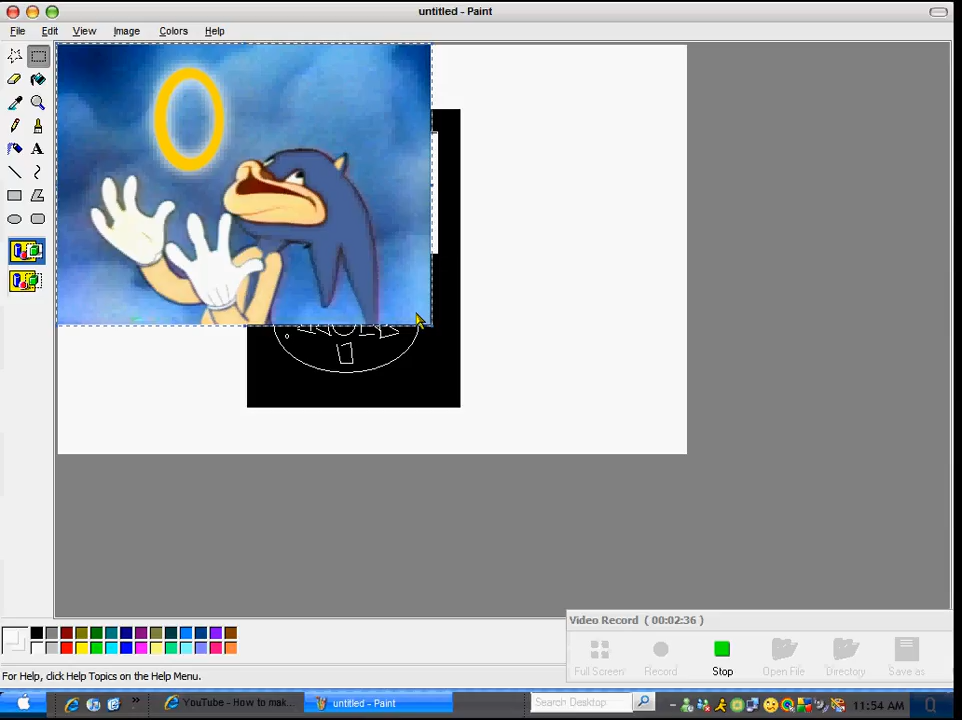 untitled - Paint
File Edit View Image Colors Help
Video Record ( 00:02:36 )
Full Screen Record Stop Open File Directory Save as
For Help, click Help Topics on the Help Menu.
YouTube - How to mak... untitled - Paint Search Desktop 11:54 AM